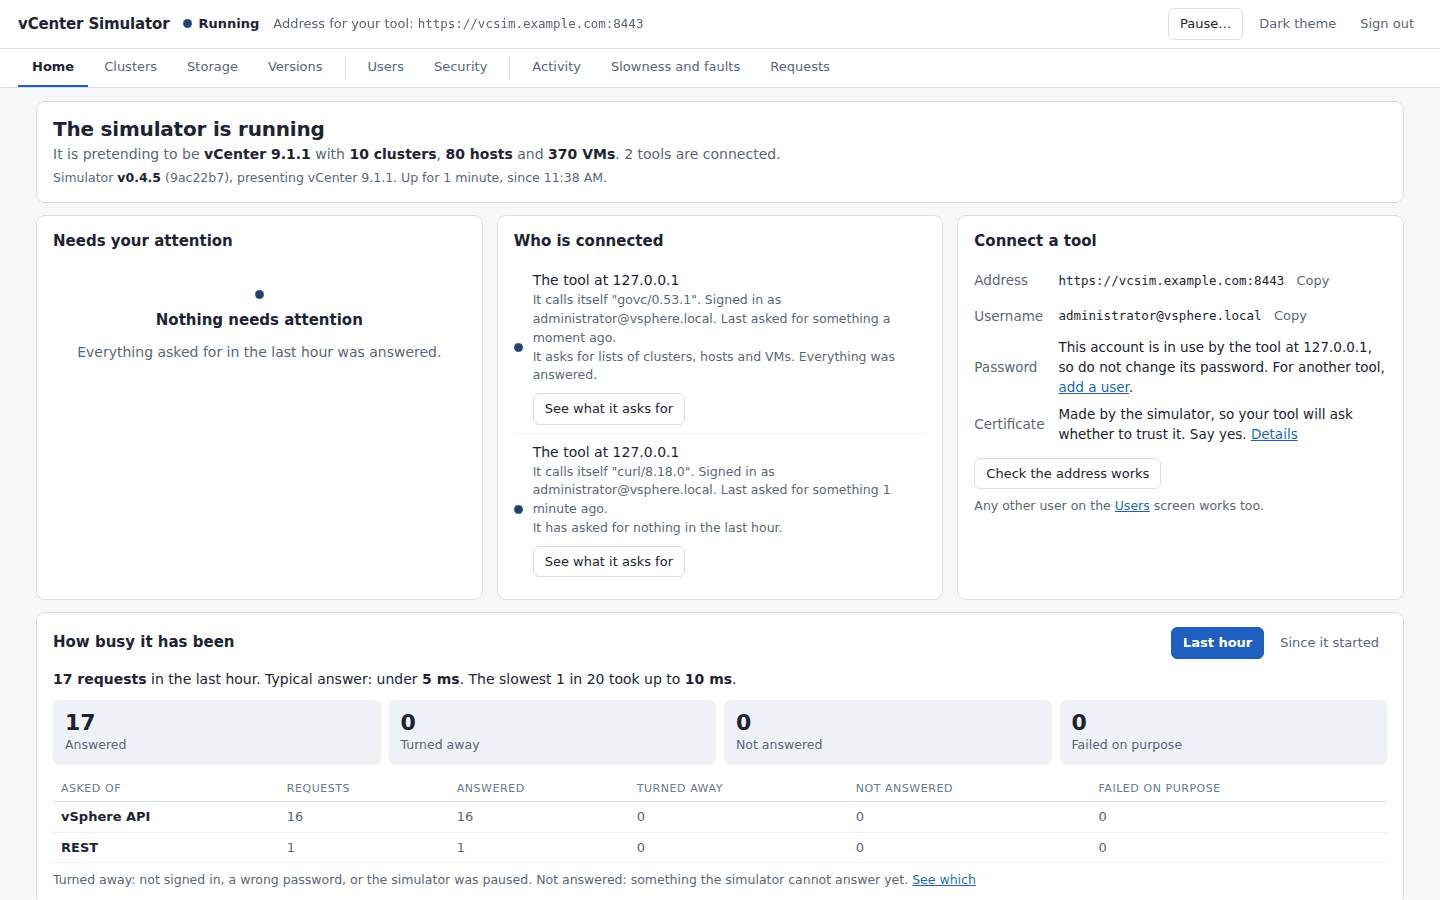 vCenter Simulator
Running
Address for your tool: https://vcsim.example.com:8443
Pause…
Dark theme
Sign out
Home
Clusters
Storage
Versions
Users
Security
Activity
Slowness and faults
Requests
The simulator is running
It is pretending to be vCenter 9.1.1 with 10 clusters, 80 hosts and 370 VMs. 2 tools are connected.
Simulator v0.4.5 (9ac22b7), presenting vCenter 9.1.1. Up for 1 minute, since 11:38 AM.
Needs your attention
Nothing needs attention
Everything asked for in the last hour was answered.
Who is connected
The tool at 127.0.0.1
It calls itself "govc/0.53.1". Signed in as
administrator@vsphere.local. Last asked for something a
moment ago.
It asks for lists of clusters, hosts and VMs. Everything was
answered.
See what it asks for
The tool at 127.0.0.1
It calls itself "curl/8.18.0". Signed in as
administrator@vsphere.local. Last asked for something 1
minute ago.
It has asked for nothing in the last hour.
See what it asks for
Connect a tool
Address https://vcsim.example.com:8443 Copy
Username administrator@vsphere.local Copy
Password This account is in use by the tool at 127.0.0.1,
so do not change its password. For another tool,
add a user.
Certificate Made by the simulator, so your tool will ask
whether to trust it. Say yes. Details
Check the address works
Any other user on the Users screen works too.
How busy it has been
Last hour
Since it started
17 requests in the last hour. Typical answer: under 5 ms. The slowest 1 in 20 took up to 10 ms.
17
Answered
0
Turned away
0
Not answered
0
Failed on purpose
ASKED OF REQUESTS ANSWERED TURNED AWAY NOT ANSWERED FAILED ON PURPOSE
vSphere API 16 16 0 0 0
REST 1 1 0 0 0
Turned away: not signed in, a wrong password, or the simulator was paused. Not answered: something the simulator cannot answer yet. See which